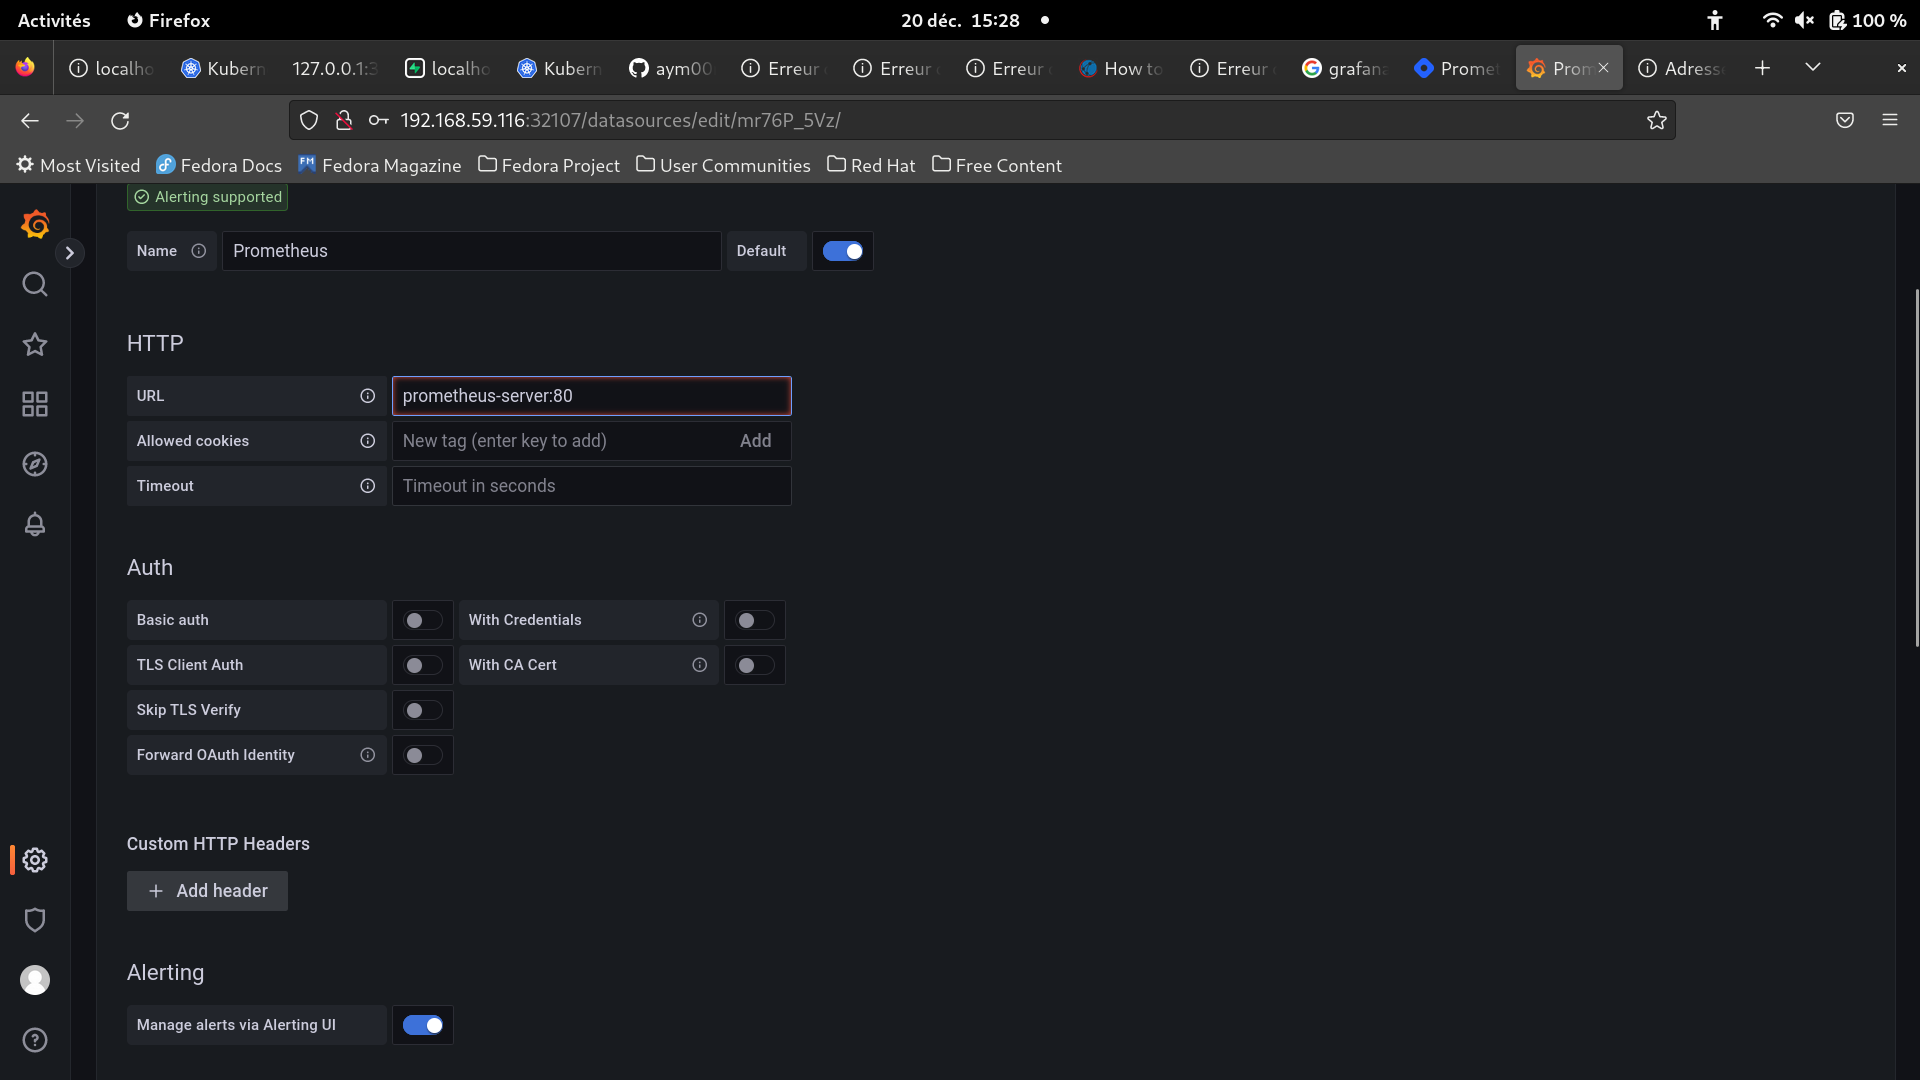 Activités Firefox 20 déc. 15:28 100 %
localho Kubern 127.0.0.1:3 localho Kubern aym00 Erreur Erreur Erreur How to Erreur grafana Promet Prom Adresse
192.168.59.116:32107/datasources/edit/mr76P_5Vz/
Most Visited Fedora Docs Fedora Magazine Fedora Project User Communities Red Hat Free Content
Alerting supported
Name Prometheus Default
HTTP
URL prometheus-server:80
Allowed cookies New tag (enter key to add) Add
Timeout Timeout in seconds
Auth
Basic auth With Credentials
TLS Client Auth With CA Cert
Skip TLS Verify
Forward OAuth Identity
Custom HTTP Headers
Add header
Alerting
Manage alerts via Alerting UI